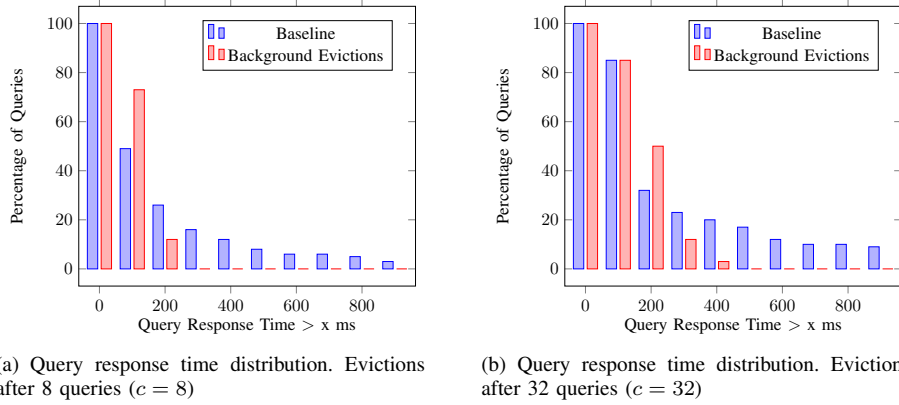 100
80
60
40
20
0
Percentage of Queries
Baseline
Background Evictions
0 200 400 600 800
Query Response Time > x ms
(a) Query response time distribution. Evictions
after 8 queries (c = 8)
100
80
60
40
20
0
Percentage of Queries
Baseline
Background Evictions
0 200 400 600 800
Query Response Time > x ms
(b) Query response time distribution. Eviction
after 32 queries (c = 32)